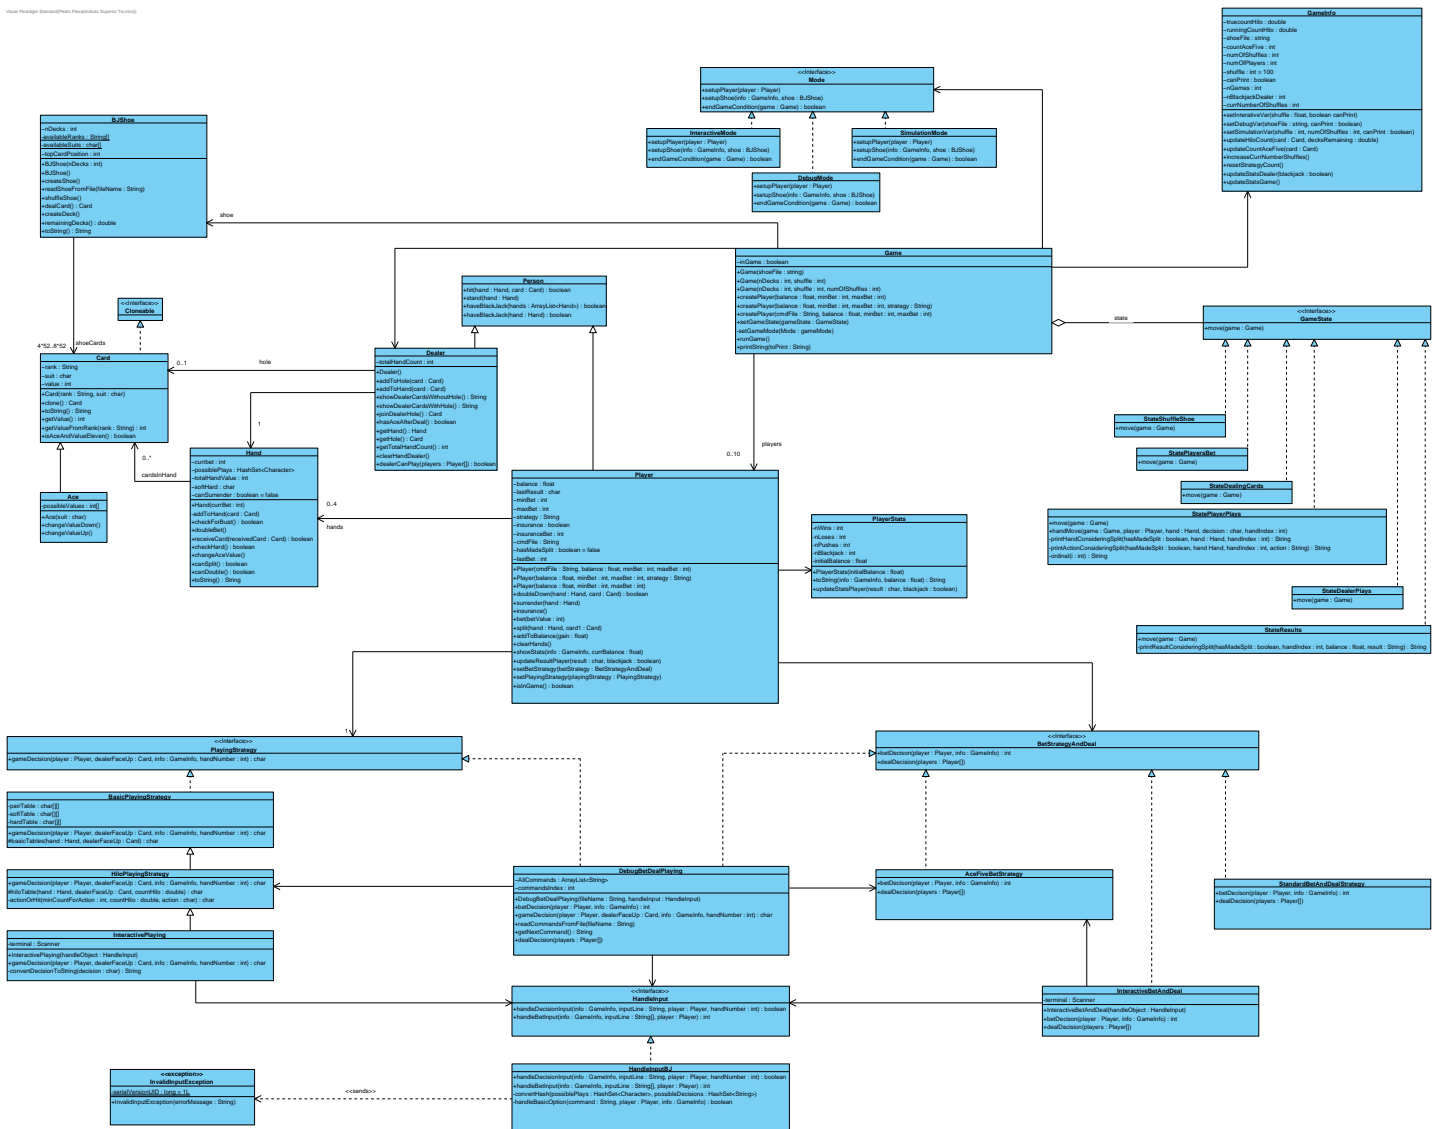 Visual Paradigm Standard(Pedro Paiva(Instituto Superior Tecnico))
GameInfo
-truecountHilo : double
-runningCountHilo : double
-shoeFile : string
-countAceFive : int
-numOfShuffles : int
-numOfPlayers : int
-shuffle : int = 100
-canPrint : boolean
-nGames : int
-nBlackjackDealer : int
-currNumberOfShuffles : int
+setInterativeVar(shuffle : float, boolean canPrint)
+setDebugVar(shoeFile : string, canPrint : boolean)
+setSimulationVar(shuffle : int, numOfShuffles : int, canPrint : boolean)
+updateHiloCount(card : Card, decksRemaining : double)
+updateCountAceFive(card : Card)
+increaseCurrNumberShuffles()
+resetStrategyCount()
+updateStatsDealer(blackjack : boolean)
+updateStatsGame()
<<Interface>>
Mode
+setupPlayer(player : Player)
+setupShoe(info : GameInfo, shoe : BJShoe)
+endGameCondition(game : Game) : boolean
InteractiveMode
+setupPlayer(player : Player)
+setupShoe(info : GameInfo, shoe : BJShoe)
+endGameCondition(game : Game) : boolean
SimulationMode
+setupPlayer(player : Player)
+setupShoe(info : GameInfo, shoe : BJShoe)
+endGameCondition(game : Game) : boolean
DebugMode
+setupPlayer(player : Player)
+setupShoe(info : GameInfo, shoe : BJShoe)
+endGameCondition(game : Game) : boolean
BJShoe
-nDecks : int
-availableRanks : String[]
-availableSuits : char[]
-topCardPosition : int
+BJShoe(nDecks : int)
+BJShoe()
+createShoe()
+readShoeFromFile(fileName : String)
+shuffleShoe()
+dealCard() : Card
+createDeck()
+remainingDecks() : double
+toString() : String
shoe
Game
-inGame : boolean
+Game(shoeFile : string)
+Game(nDecks : int, shuffle : int)
+Game(nDecks : int, shuffle : int, numOfShuffles : int)
+createPlayer(balance : float, minBet : int, maxBet : int)
+createPlayer(balance : float, minBet : int, maxBet : int, strategy : String)
+createPlayer(cmdFile : String, balance : float, minBet : int, maxBet : int)
+setGameState(gameState : GameState)
-setGameMode(Mode : gameMode)
+runGame()
+printString(toPrint : String)
Person
+hit(hand : Hand, card : Card) : boolean
+stand(hand : Hand)
+haveBlackJack(hands : ArrayList<Hand>) : boolean
+haveBlackJack(hand : Hand) : boolean
<<Interface>>
Cloneable
state
<<Interface>>
GameState
+move(game : Game)
4*52..8*52
shoeCards
Card
-rank : String
-suit : char
-value : int
+Card(rank : String, suit : char)
+clone() : Card
+toString() : String
+getValue() : int
+getValueFromRank(rank : String) : int
+isAceAndValueEleven() : boolean
0..1
hole
Dealer
-totalHandCount : int
+Dealer()
+addToHole(card : Card)
+addToHand(card : Card)
+showDealerCardsWithoutHole() : String
+showDealerCardsWithHole() : String
+joinDealerHole() : Card
+hasAceAfterDeal() : boolean
+getHand() : Hand
+getHole() : Card
+getTotalHandCount() : int
+clearHandDealer()
+dealerCanPlay(players : Player[]) : boolean
1
StateShuffleShoe
+move(game : Game)
StatePlayersBet
+move(game : Game)
StateDealingCards
+move(game : Game)
StatePlayerPlays
+move(game : Game)
+handMove(game : Game, player : Player, hand : Hand, decision : char, handIndex : int)
-printHandConsideringSplit(hasMadeSplit : boolean, hand Hand, handIndex : int) : String
-printActionConsideringSplit(hasMadeSplit : boolean, hand Hand, handIndex : int, action : String) : String
-ordinal(i : int) : String
StateDealerPlays
+move(game : Game)
StateResults
+move(game : Game)
-printResultConsideringSplit(hasMadeSplit : boolean, handIndex : int, balance : float, result : String) : String
players
0..10
0..*
cardsInHand
Hand
-currbet : int
-possiblePlays : HashSet<Character>
-totalHandValue : int
-softHard : char
-canSurrender : boolean = false
+Hand(currBet : int)
-addToHand(card : Card)
+checkForBust() : boolean
+doubleBet()
+receiveCard(receivedCard : Card) : boolean
+checkHard() : boolean
+changeAceValue()
+canSplit() : boolean
+canDouble() : boolean
+toString() : String
Ace
-possibleValues : int[]
+Ace(suit : char)
+changeValueDown()
+changeValueUp()
0..4
hands
Player
-balance : float
-lastResult : char
-minBet : int
-maxBet : int
-strategy : String
-insurance : boolean
-insuranceBet : int
-cmdFile : String
-hasMadeSplit : boolean = false
-lastBet : int
+Player(cmdFile : String, balance : float, minBet : int, maxBet : int)
+Player(balance : float, minBet : int, maxBet : int, strategy : String)
+Player(balance : float, minBet : int, maxBet : int)
+doubleDown(hand : Hand, card : Card) : boolean
+surrender(hand : Hand)
+insurance()
+bet(betValue : int)
+split(hand : Hand, card1 : Card)
+addToBalance(gain : float)
+clearHands()
+showStats(info : GameInfo, currBalance : float)
+updateResultPlayer(result : char, blackjack : boolean)
+setBetStrategy(betStrategy : BetStrategyAndDeal)
+setPlayingStrategy(playingStrategy : PlayingStrategy)
+isInGame() : boolean
PlayerStats
-nWins : int
-nLoses : int
-nPushes : int
-nBlackjack : int
-initialBalance : float
+PlayerStats(initialBalance : float)
+toString(info : GameInfo, balance : float) : String
+updateStatsPlayer(result : char, blackjack : boolean)
1
<<Interface>>
PlayingStrategy
+gameDecision(player : Player, dealerFaceUp : Card, info : GameInfo, handNumber : int) : char
<<Interface>>
BetStrategyAndDeal
+betDecision(player : Player, info : GameInfo) : int
+dealDecision(players : Player[])
BasicPlayingStrategy
-pairTable : char[][]
-softTable : char[][]
-hardTable : char[][]
+gameDecision(player : Player, dealerFaceUp : Card, info : GameInfo, handNumber : int) : char
#basicTables(hand : Hand, dealerFaceUp : Card) : char
HiloPlayingStrategy
+gameDecision(player : Player, dealerFaceUp : Card, info : GameInfo, handNumber : int) : char
#hiloTable(hand : Hand, dealerFaceUp : Card, countHilo : double) : char
-actionOrHit(minCountForAction : int, countHilo : double, action : char) : char
InteractivePlaying
-terminal : Scanner
+InteractivePlaying(handleObject : HandleInput)
+gameDecision(player : Player, dealerFaceUp : Card, info : GameInfo, handNumber : int) : char
-convertDecisionToString(decision : char) : String
DebugBetDealPlaying
-AllCommands : ArrayList<String>
-commandsIndex : int
+DebugBetDealPlaying(fileName : String, handleInput : HandleInput)
+betDecision(player : Player, info : GameInfo) : int
+gameDecision(player : Player, dealerFaceUp : Card, info : GameInfo, handNumber : int) : char
+readCommandsFromFile(fileName : String)
+getNextCommand() : String
+dealDecision(players : Player[])
AceFiveBetStrategy
+betDecison(player : Player, info : GameInfo) : int
+dealDecision(players : Player[])
StandardBetAndDealStrategy
+betDecision(player : Player, info : GameInfo) : int
+dealDecision(players : Player[])
<<Interface>>
HandleInput
+handleDecisionInput(info : GameInfo, inputLine : String, player : Player, handNumber : int) : boolean
+handleBetInput(info : GameInfo, inputLine : String[], player : Player) : int
InteractiveBetAndDeal
-terminal : Scanner
+InteractiveBetAndDeal(handleObject : HandleInput)
+betDecison(player : Player, info : GameInfo) : int
+dealDecision(players : Player[])
<<exception>>
InvalidInputException
-serialVersionUID : long = 1L
+InvalidInputException(errorMessage : String)
<<sends>>
HandleInputBJ
+handleDecisionInput(info : GameInfo, inputLine : String, player : Player, handNumber : int) : boolean
+handleBetInput(info : GameInfo, inputLine : String[], player : Player) : int
-convertHash(possiblePlays : HashSet<Character>, possibleDecisions : HashSet<String>)
-handleBasicOption(command : String, player : Player, info : GameInfo) : boolean